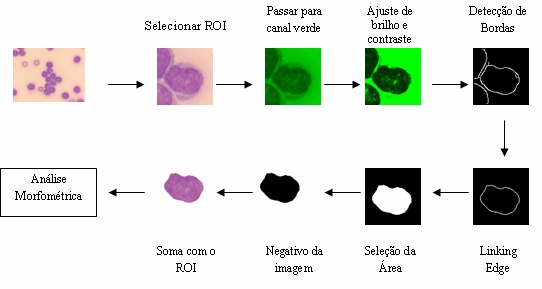 Selecionar ROI
Passar para
canal verde
Ajuste de
brilho e
contraste
Detecção de
Bordas
Análise
Morfométrica
Soma com o
ROI
Negativo da
imagem
Seleção da
Área
Linking
Edge